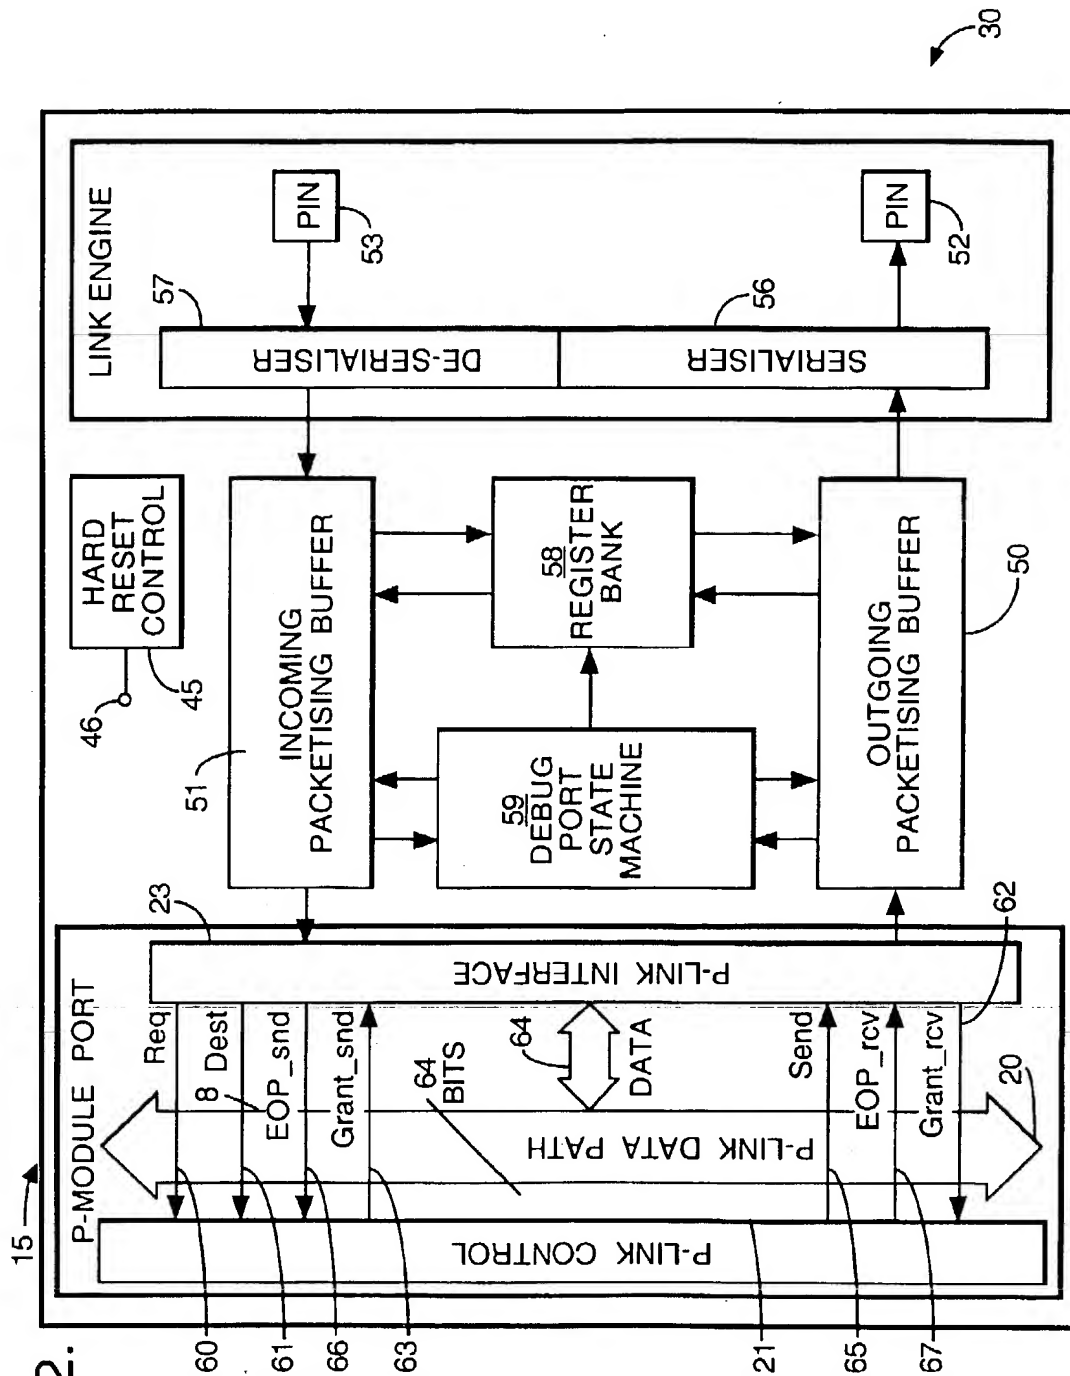 2.
15
30
P-MODULE PORT
P-LINK CONTROL
21
P-LINK DATA PATH
20
64
BITS
8
Req
60
Dest
61
EOP_snd
66
Grant_snd
63
64
DATA
Send
65
EOP_rcv
67
Grant_rcv
62
P-LINK INTERFACE
23
46
45
HARD
RESET
CONTROL
51
INCOMING
PACKETISING BUFFER
59
DEBUG
PORT
STATE
MACHINE
58
REGISTER
BANK
OUTGOING
PACKETISING BUFFER
50
LINK ENGINE
57
DE-SERIALISER
56
SERIALISER
PIN
53
PIN
52